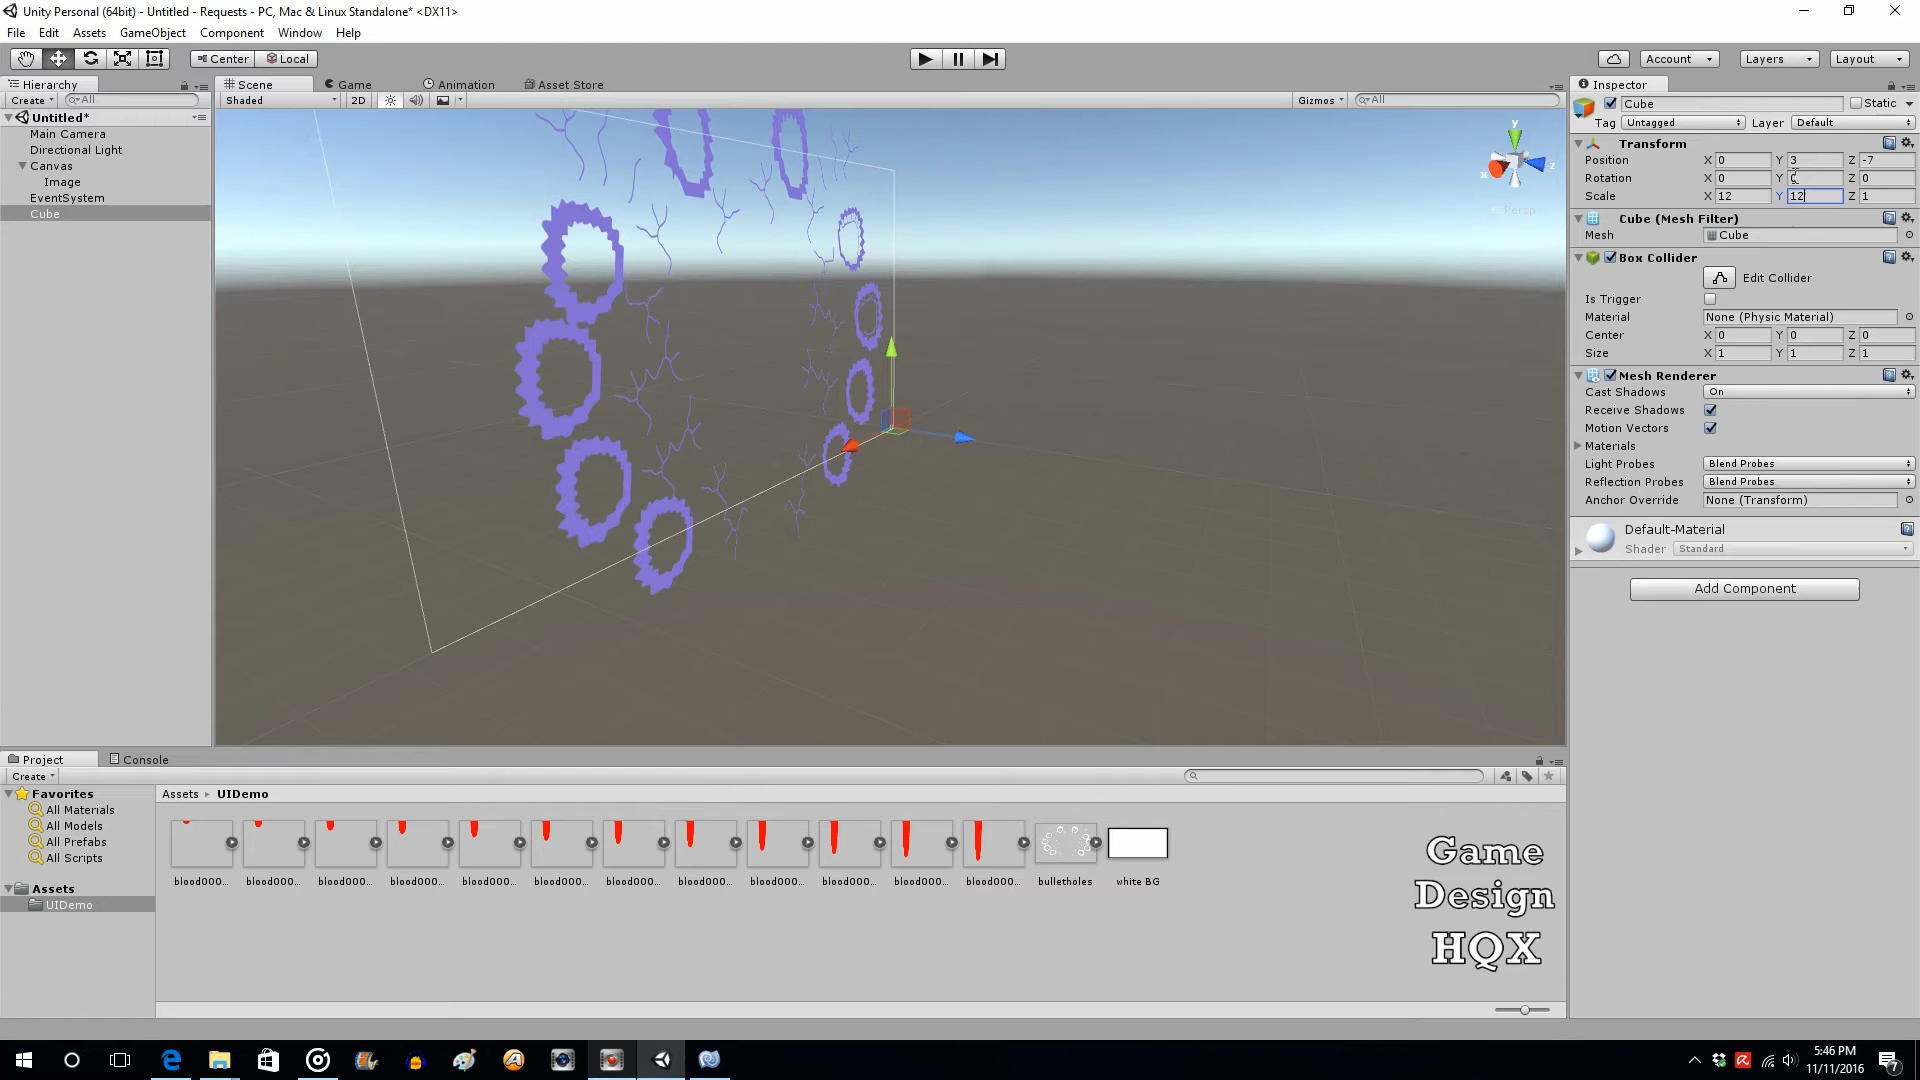 Unity Personal (64bit) - Untitled - Requests - PC, Mac & Linux Standalone* <DX11>
File Edit Assets GameObject Component Window Help
Center Local Account Layers Layout
Hierarchy Scene Game Animation Asset Store Inspector
Create All Shaded 2D Gizmos All
Cube Static
Tag Untagged Layer Default
Untitled*
Main Camera
Directional Light
Canvas
Image
EventSystem
Cube
y
x
z
Persp
Transform
Position X 0 Y 3 Z -7
Rotation X 0 Y Z 0
Scale X 12 Y 12 Z 1
Cube (Mesh Filter)
Mesh Cube
Box Collider
Edit Collider
Is Trigger
Material None (Physic Material)
Center X 0 Y 0 Z 0
Size X 1 Y 1 Z 1
Mesh Renderer
Cast Shadows On
Receive Shadows
Motion Vectors
Materials
Light Probes Blend Probes
Reflection Probes Blend Probes
Anchor Override None (Transform)
Default-Material
Shader Standard
Add Component
Project Console
Create
Favorites
All Materials
All Models
All Prefabs
All Scripts
Assets
UIDemo
Assets UIDemo
blood000... blood000... blood000... blood000... blood000... blood000... blood000... blood000... blood000... blood000... blood000... blood000... bulletholes white BG
Game
Design
HQX
5:46 PM
11/11/2016
7